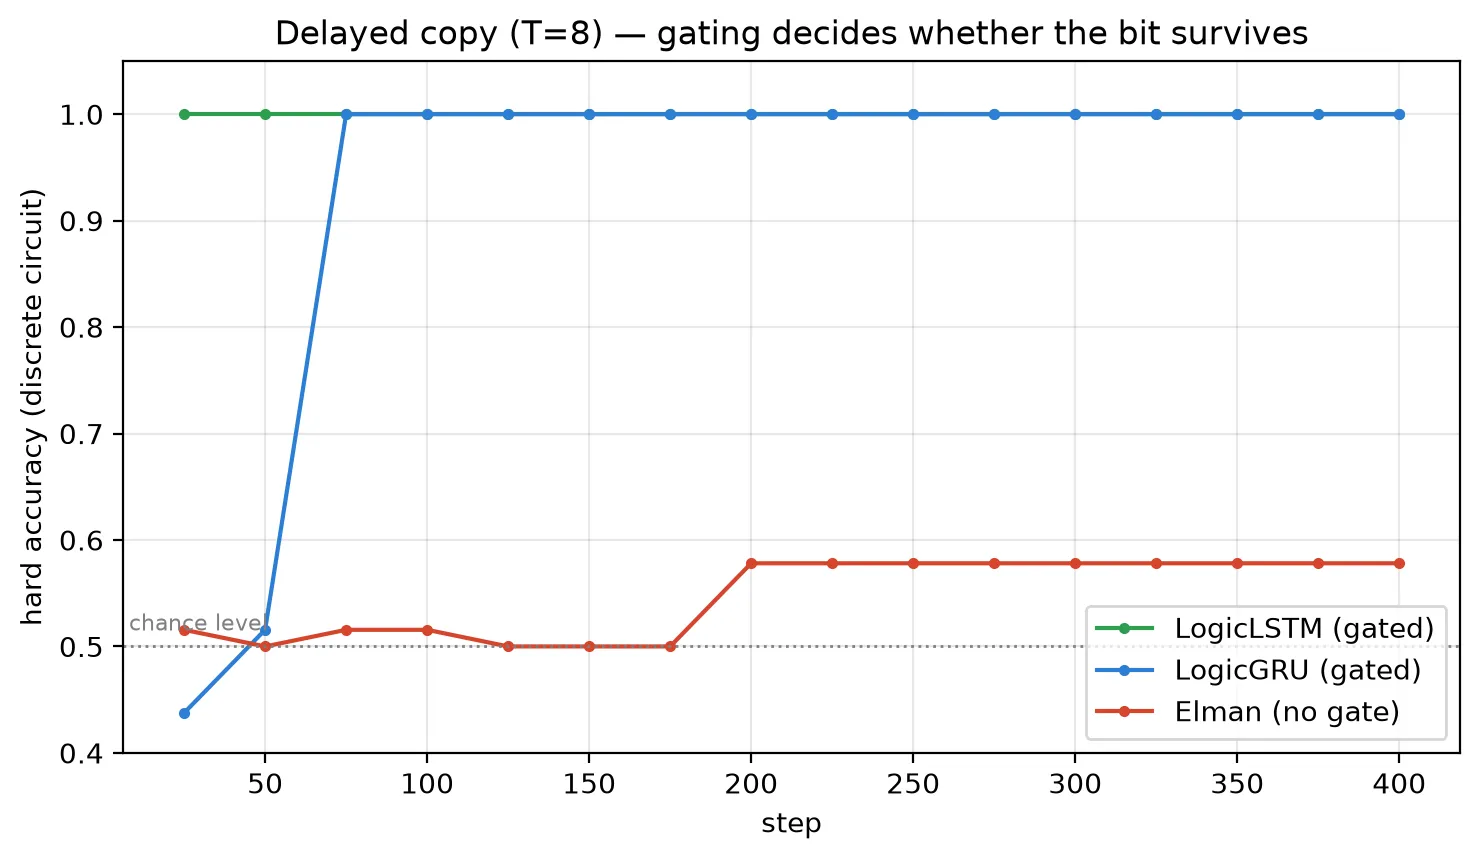 Delayed copy (T=8) — gating decides whether the bit survives
hard accuracy (discrete circuit)
1.0
0.9
0.8
0.7
0.6
0.5
0.4
chance level
LogicLSTM (gated)
LogicGRU (gated)
Elman (no gate)
50 100 150 200 250 300 350 400
step